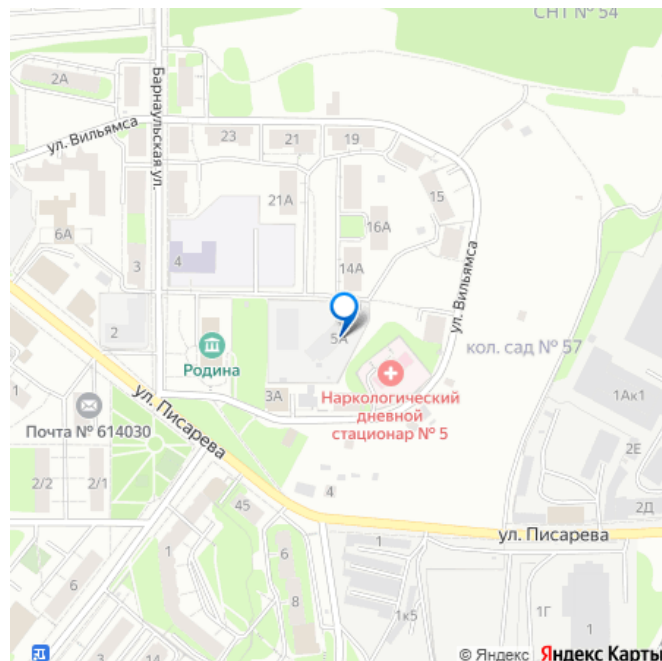 СНТ № 54
2А
Барнаульская ул.
ул. Вильямса
23
21
19
15
21А
16А
6А
3
4
14А
ул. Вильямса
2
5А
кол. сад № 57
Родина
3А
Наркологический
дневной
стационар № 5
1
1Ак1
Почта № 614030
ул. Писарева
2Е
2/2
2/1
45
4
2Д
ул. Писарева
1
6
1
6
8
1к5
1Г
1
© Яндекс Яндекс Карты